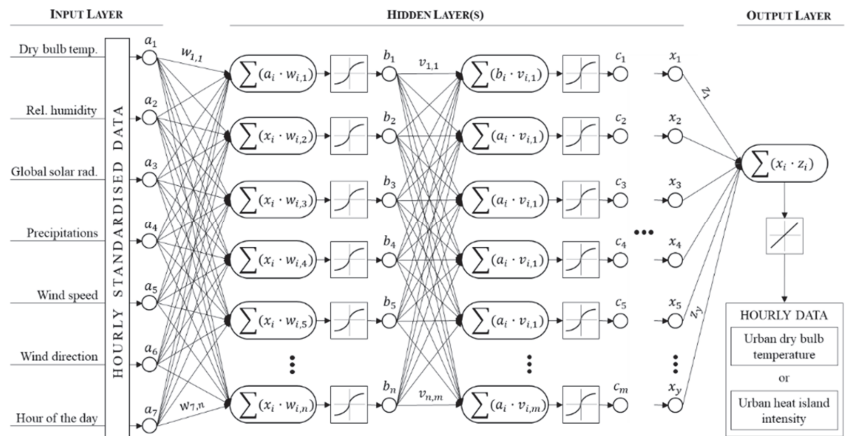 INPUT LAYER
HIDDEN LAYER(S)
OUTPUT LAYER
Dry bulb temp.
Rel. humidity
Global solar rad.
Precipitations
Wind speed
Wind direction
Hour of the day
HOURLY STANDARDISED DATA
a₁
a₂
a₃
a₄
a₅
a₆
a₇
w₁,₁
w₇,ₙ
∑(aᵢ · wᵢ,₁)
∑(xᵢ · wᵢ,₂)
∑(xᵢ · wᵢ,₃)
∑(xᵢ · wᵢ,₄)
∑(xᵢ · wᵢ,₅)
∑(xᵢ · wᵢ,ₙ)
b₁
b₂
b₃
b₄
b₅
bₙ
v₁,₁
vₙ,ₘ
∑(bᵢ · vᵢ,₁)
∑(aᵢ · vᵢ,₁)
∑(aᵢ · vᵢ,₁)
∑(aᵢ · vᵢ,₁)
∑(aᵢ · vᵢ,₁)
∑(aᵢ · vᵢ,ₘ)
c₁
c₂
c₃
c₄
c₅
cₘ
x₁
x₂
x₃
x₄
x₅
xᵧ
z₁
zᵧ
∑(xᵢ · zᵢ)
HOURLY DATA
Urban dry bulb
temperature
or
Urban heat island
intensity